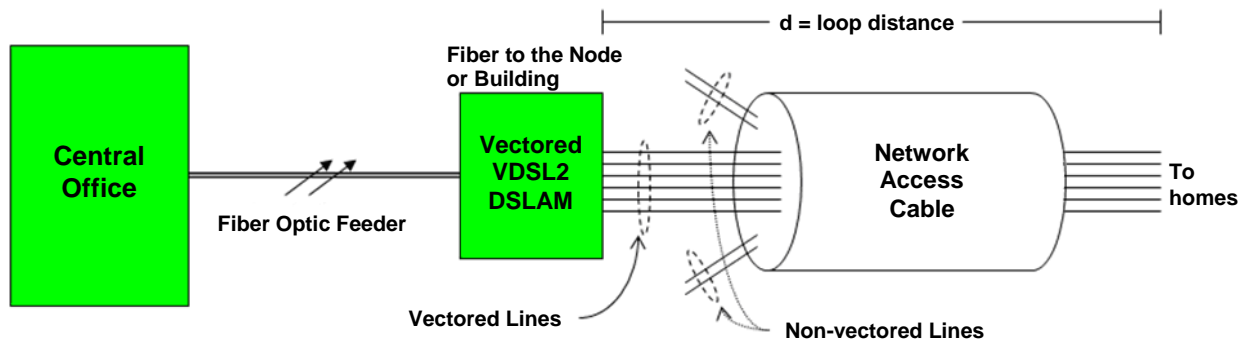 d = loop distance
Fiber to the Node
or Building
Central
Office
Vectored
VDSL2
DSLAM
Network
Access
Cable
To
homes
Fiber Optic Feeder
Vectored Lines
Non-vectored Lines